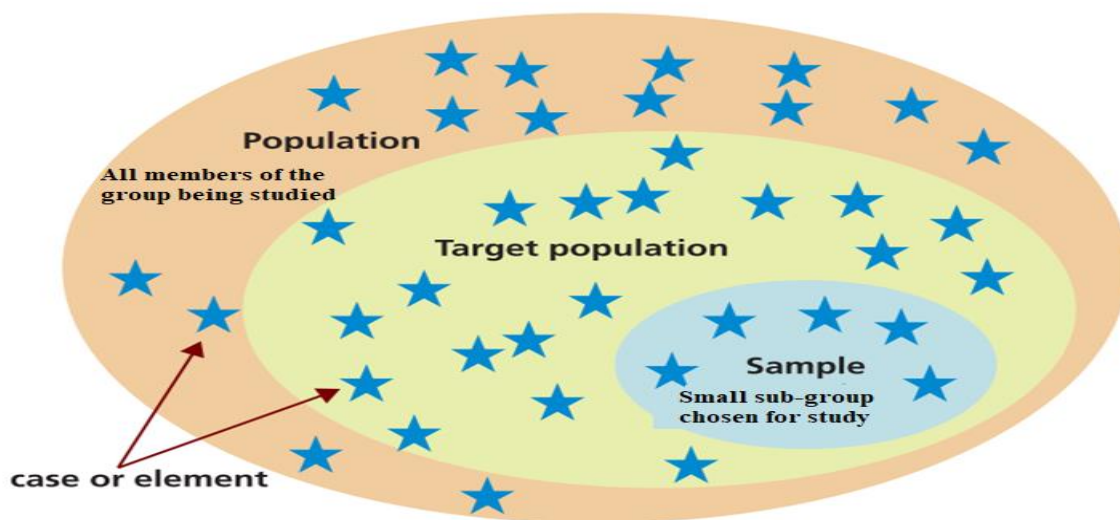 Population
All members of the
group being studied
Target population
Sample
Small sub-group
chosen for study
case or element